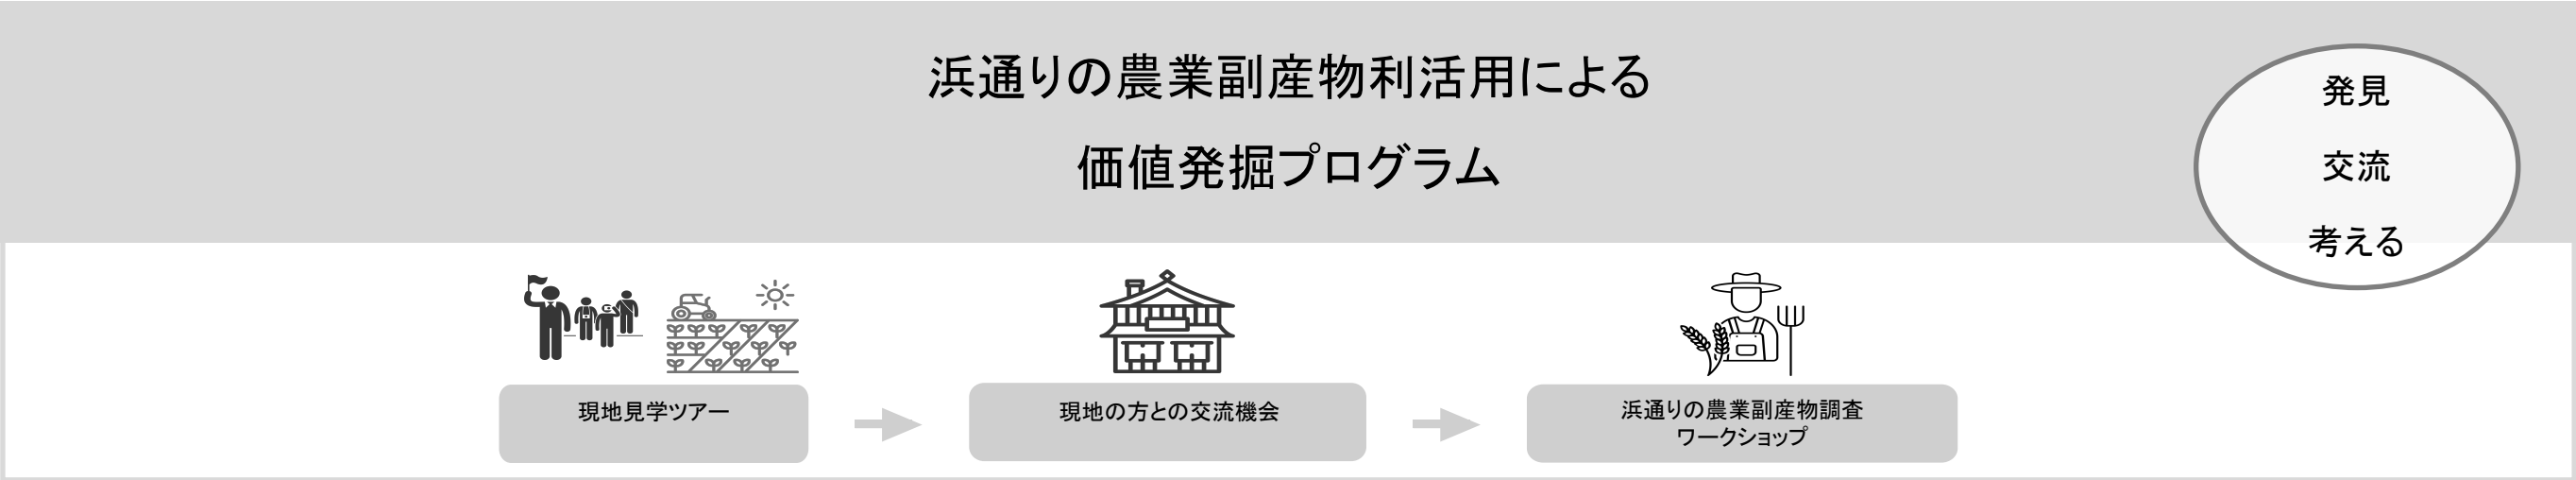 浜通りの農業副産物利活用による
価値発掘プログラム
発見
交流
考える
現地見学ツアー
現地の方との交流機会
浜通りの農業副産物調査
ワークショップ